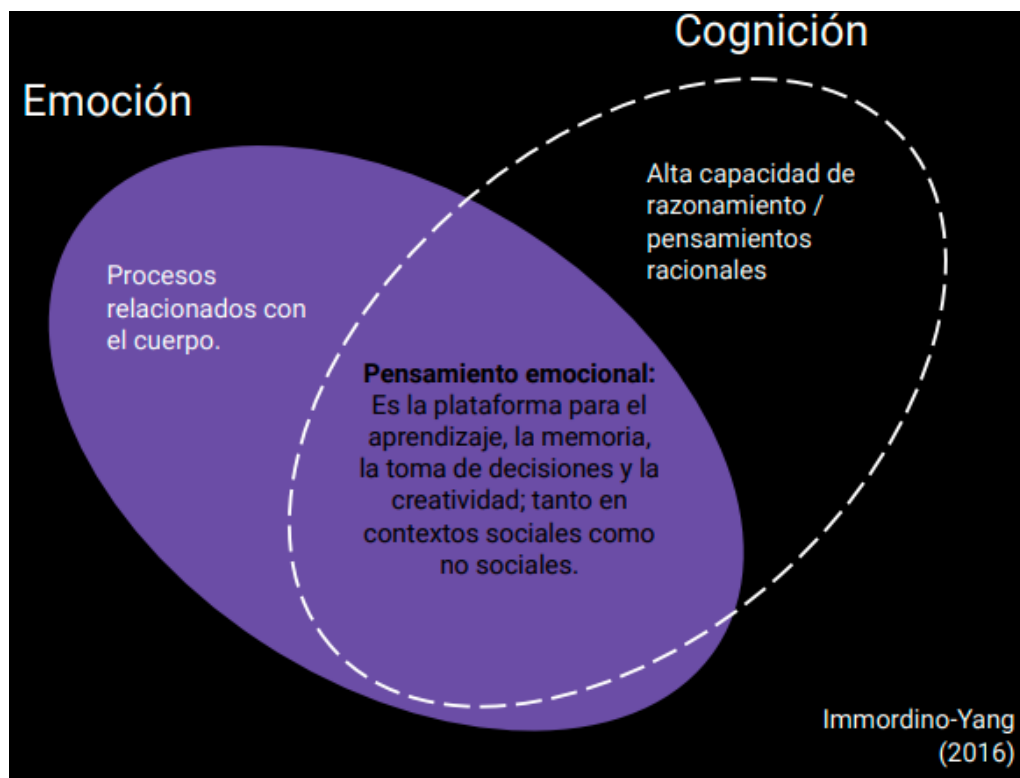 Cognición
Emoción
Alta capacidad de
razonamiento /
pensamientos
racionales
Procesos
relacionados con
el cuerpo.
Pensamiento emocional:
Es la plataforma para el
aprendizaje, la memoria,
la toma de decisiones y la
creatividad; tanto en
contextos sociales como
no sociales.
Immordino-Yang
(2016)